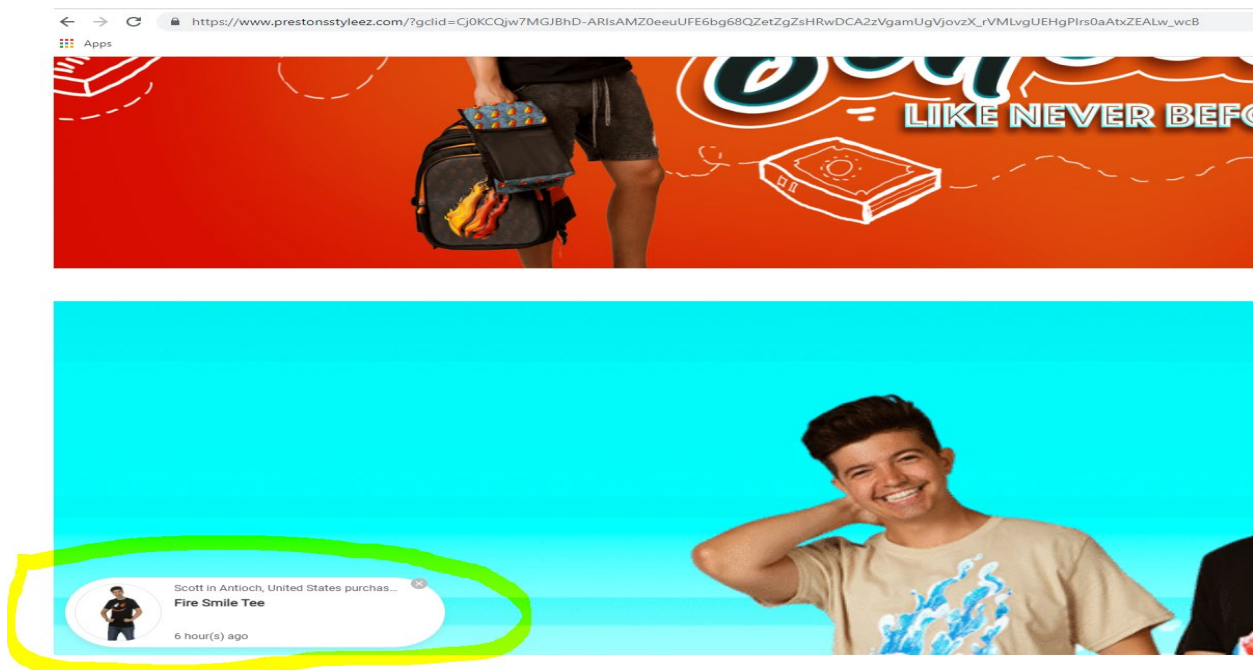 https://www.prestonsstyleez.com/?gclid=Cj0KCQjw7MGJBhD-ARIsAMZ0eeuUFE6bg68QZetZgZsHRwDCA2zVgamUgVjovzX_rVMLvgUEHgPIrs0aAtxZEALw_wcB
Apps
LIKE NEVER BEFO
Scott in Antioch, United States purchas...
Fire Smile Tee
6 hour(s) ago